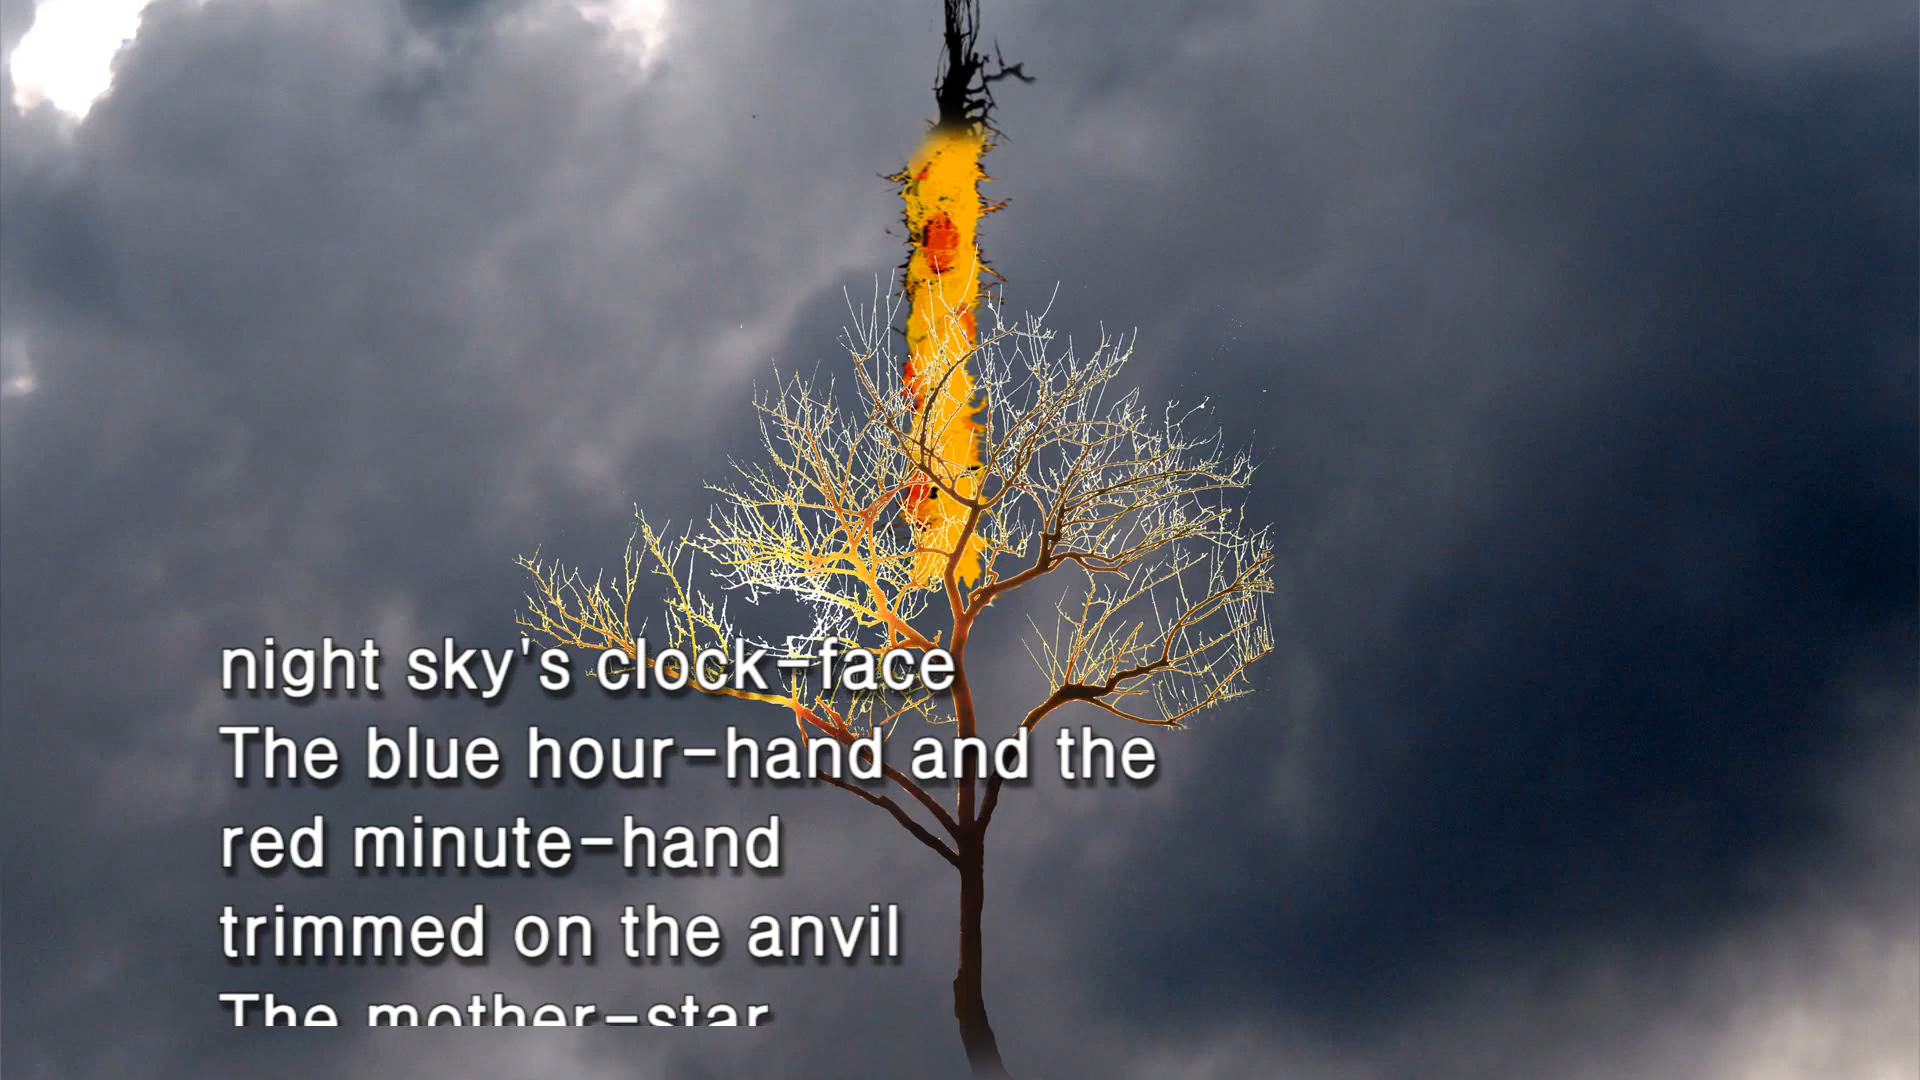 night sky's clock-face
The blue hour-hand and the
red minute-hand
trimmed on the anvil
The mother-star